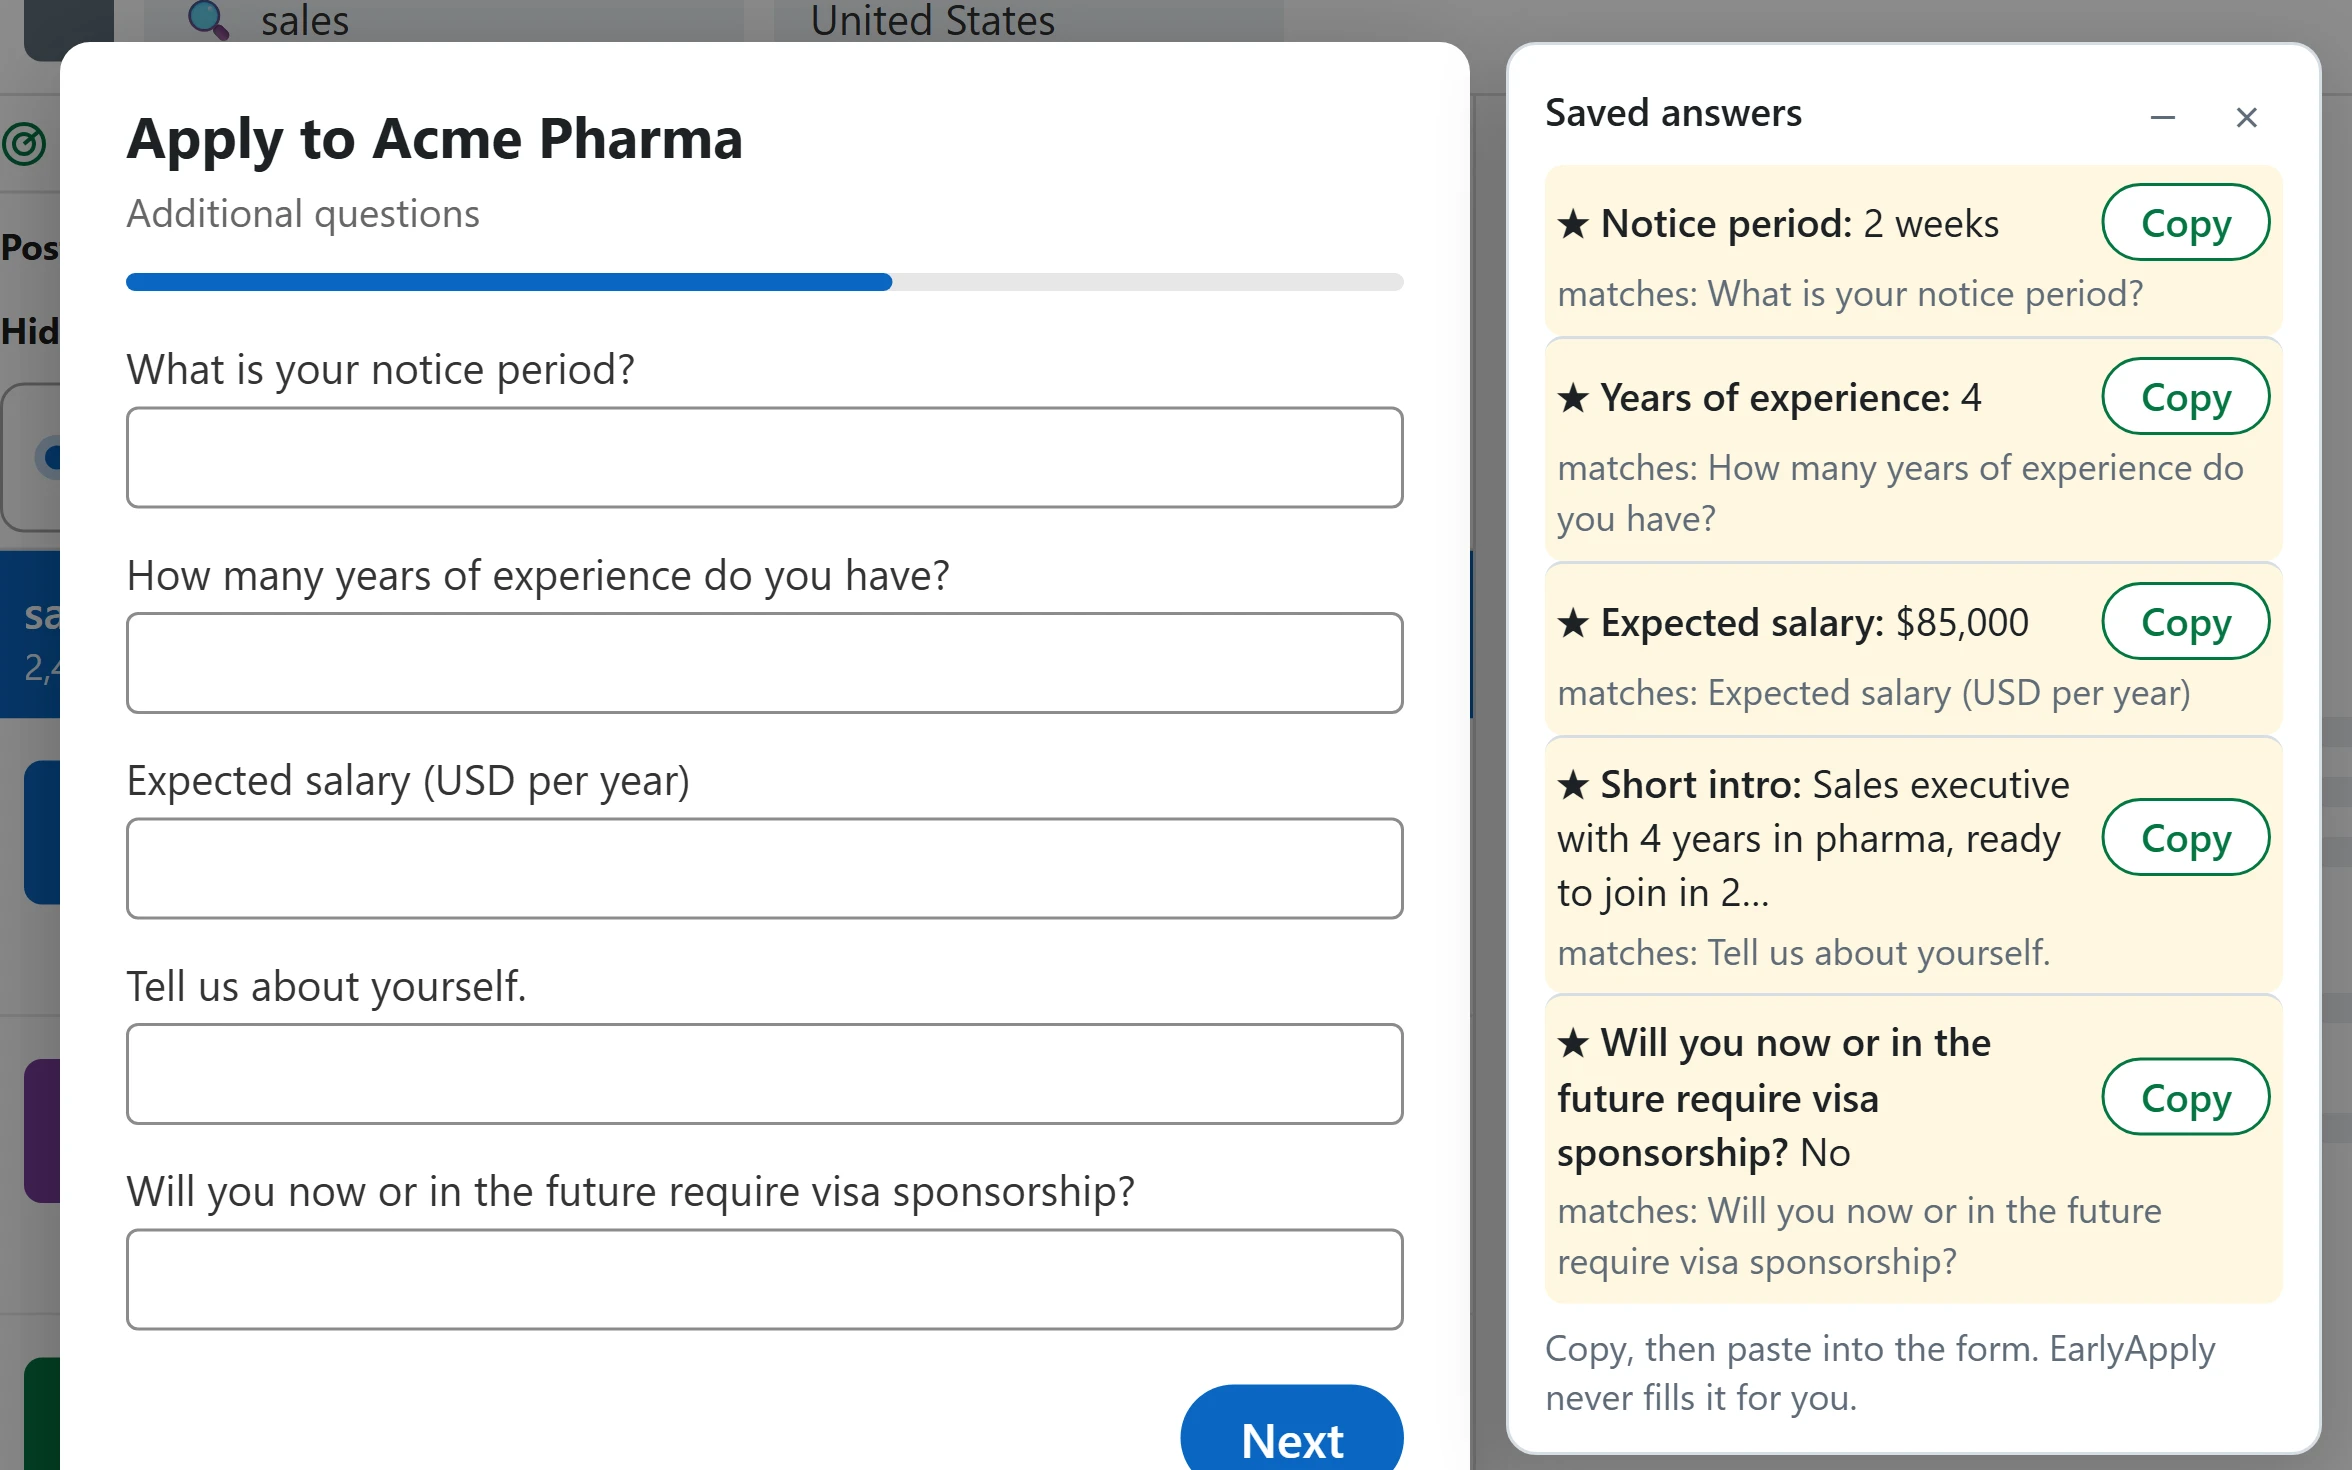 sales
United States
Pos
Hid
sa
2,4
Apply to Acme Pharma
Additional questions
What is your notice period?
How many years of experience do you have?
Expected salary (USD per year)
Tell us about yourself.
Will you now or in the future require visa sponsorship?
Next
Saved answers
★ Notice period: 2 weeks
Copy
matches: What is your notice period?
★ Years of experience: 4
Copy
matches: How many years of experience do
you have?
★ Expected salary: $85,000
Copy
matches: Expected salary (USD per year)
★ Short intro: Sales executive
with 4 years in pharma, ready
to join in 2...
Copy
matches: Tell us about yourself.
★ Will you now or in the
future require visa
sponsorship? No
Copy
matches: Will you now or in the future
require visa sponsorship?
Copy, then paste into the form. EarlyApply
never fills it for you.